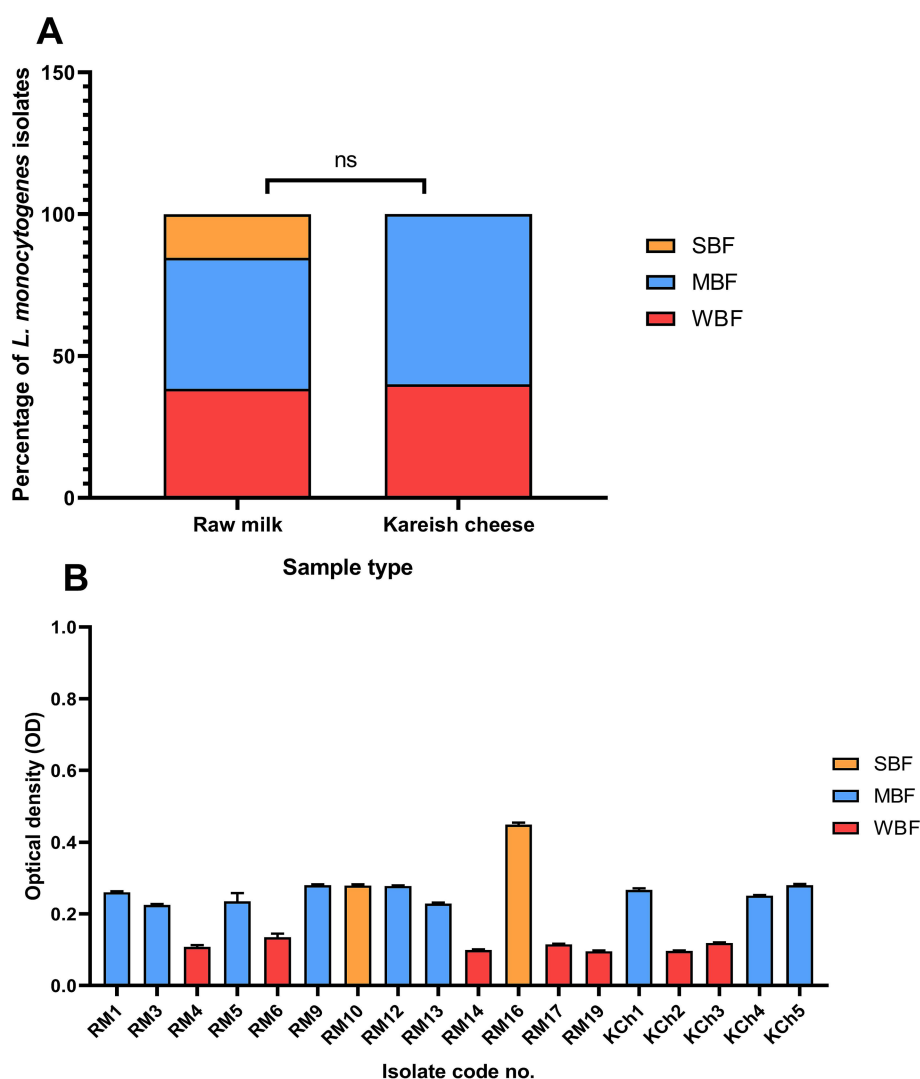 A
Percentage of L. monocytogenes isolates
150
100
50
0
ns
Raw milk
Kareish cheese
Sample type
SBF
MBF
WBF
B
Optical density (OD)
1.0
0.8
0.6
0.4
0.2
0.0
RM1
RM3
RM4
RM5
RM6
RM9
RM10
RM12
RM13
RM14
RM16
RM17
RM19
KCh1
KCh2
KCh3
KCh4
KCh5
Isolate code no.
SBF
MBF
WBF